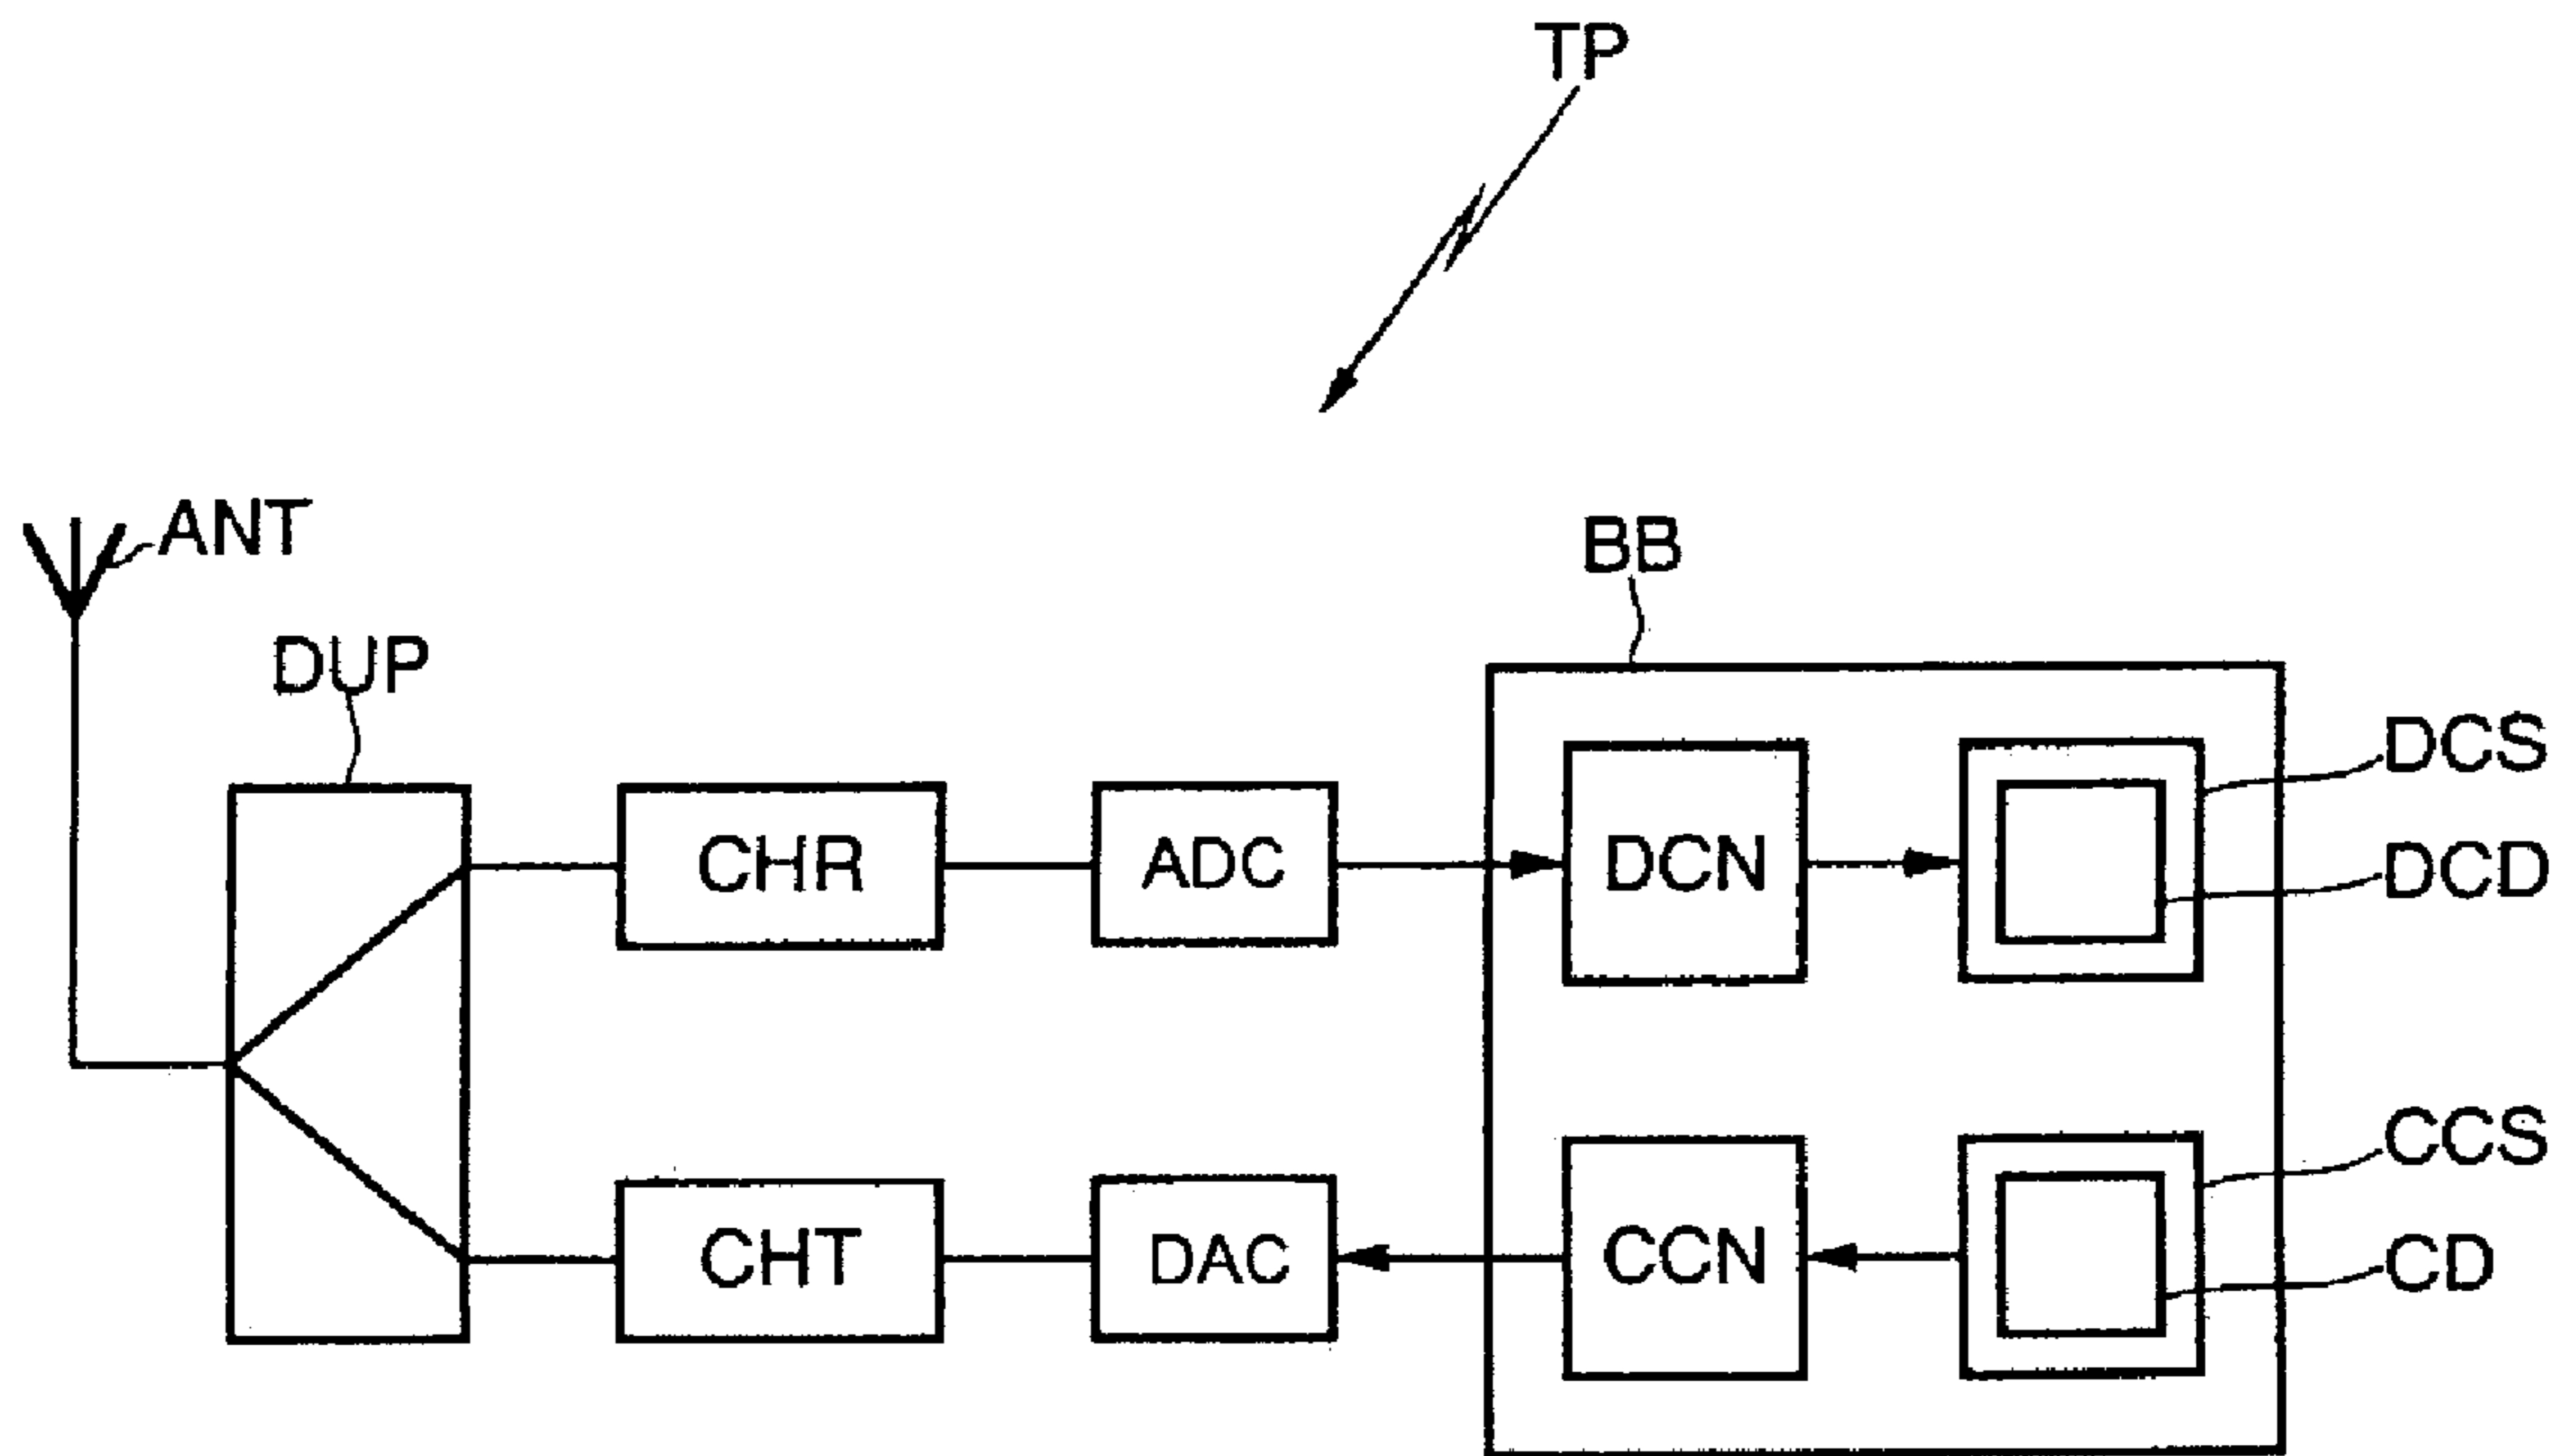 TP
ANT
BB
DUP
DCS
CHR
ADC
DCN
DCD
CCS
CHT
DAC
CCN
CD